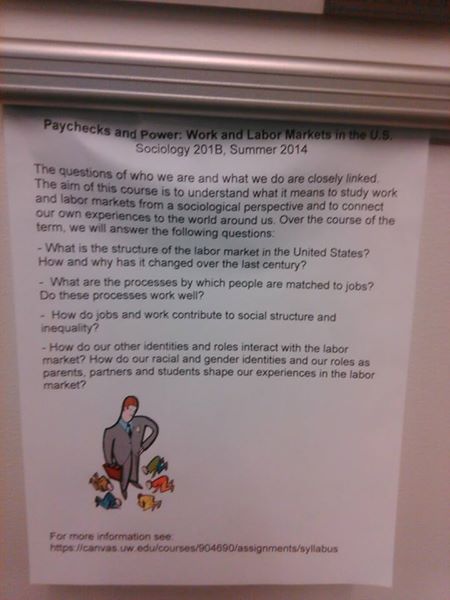 Paychecks and Power: Work and Labor Markets in the U.S.
Sociology 201B, Summer 2014
The questions of who we are and what we do are closely linked.
The aim of this course is to understand what it means to study work
and labor markets from a sociological perspective and to connect
our own experiences to the world around us. Over the course of the
term, we will answer the following questions:
- What is the structure of the labor market in the United States?
How and why has it changed over the last century?
- What are the processes by which people are matched to jobs?
Do these processes work well?
- How do jobs and work contribute to social structure and
inequality?
- How do our other identities and roles interact with the labor
market? How do our racial and gender identities and our roles as
parents, partners and students shape our experiences in the labor
market?
For more information see:
https://canvas.uw.edu/courses/904690/assignments/syllabus